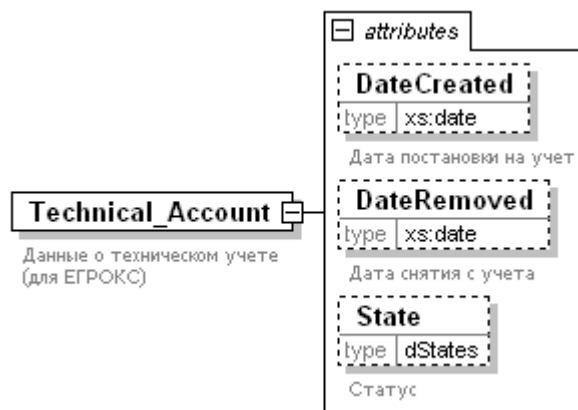 attributes
DateCreated
type xs:date
Дата постановки на учет
Technical_Account
Данные о техническом учете
(для ЕГРОКС)
DateRemoved
type xs:date
Дата снятия с учета
State
type dStates
Статус